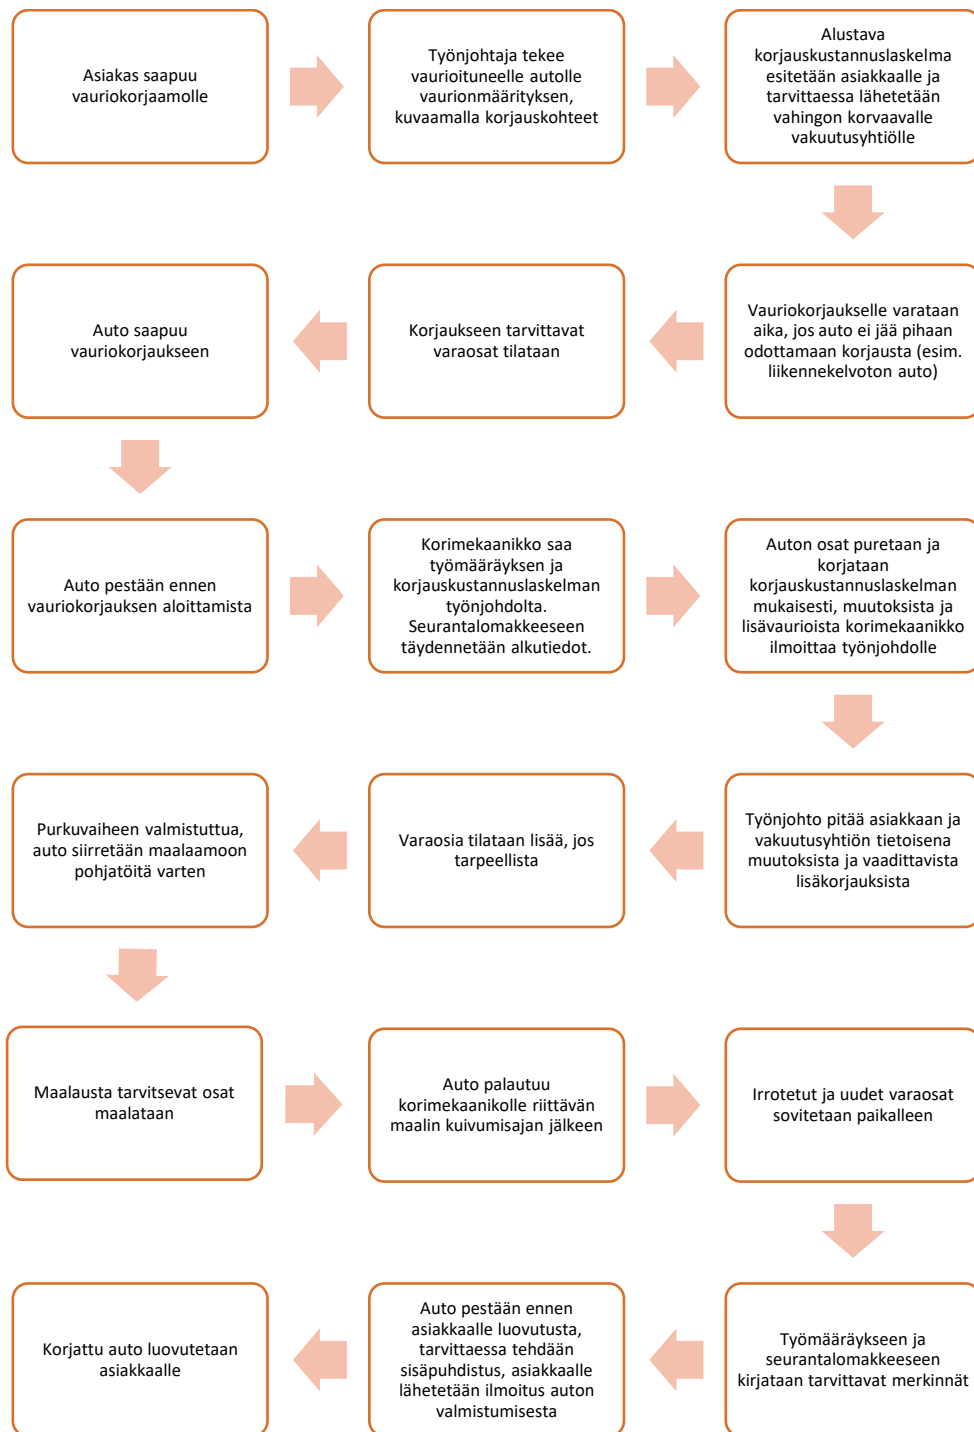 Asiakas saapuu
vauriokorjaamolle
Työnjohtaja tekee
vaurioituneelle autolle
vaurionmäärityksen,
kuvaamalla korjauskohteet
Alustava
korjauskustannuslaskelma
esitetään asiakkaalle ja
tarvittaessa lähetetään
vahingon korvaavalle
vakuutusyhtiölle
Vauriokorjaukselle varataan
aika, jos auto ei jää pihaan
odottamaan korjausta (esim.
liikennekelvoton auto)
Korjaukseen tarvittavat
varaosat tilataan
Auto saapuu
vauriokorjaukseen
Auto pestään ennen
vauriokorjauksen aloittamista
Korimekaanikko saa
työmääräyksen ja
korjauskustannuslaskelman
työnjohdolta.
Seurantalomakkeeseen
täydennetään alkutiedot.
Auton osat puretaan ja
korjataan
korjauskustannuslaskelman
mukaisesti, muutoksista ja
lisävaurioista korimekaanikko
ilmoittaa työnjohdolle
Työnjohto pitää asiakkaan ja
vakuutusyhtiön tietoisena
muutoksista ja vaadittavista
lisäkorjauksista
Varaosia tilataan lisää, jos
tarpeellista
Purkuvaiheen valmistuttua,
auto siirretään maalaamoon
pohjatöitä varten
Maalausta tarvitsevat osat
maalataan
Auto palautuu
korimekaanikolle riittävän
maalin kuivumisajan jälkeen
Irrotetut ja uudet varaosat
sovitetaan paikalleen
Työmääräykseen ja
seurantalomakkeeseen
kirjataan tarvittavat merkinnät
Auto pestään ennen
asiakkaalle luovutusta,
tarvittaessa tehdään
sisäpuhdistus, asiakkaalle
lähetetään ilmoitus auton
valmistumisesta
Korjattu auto luovutetaan
asiakkaalle